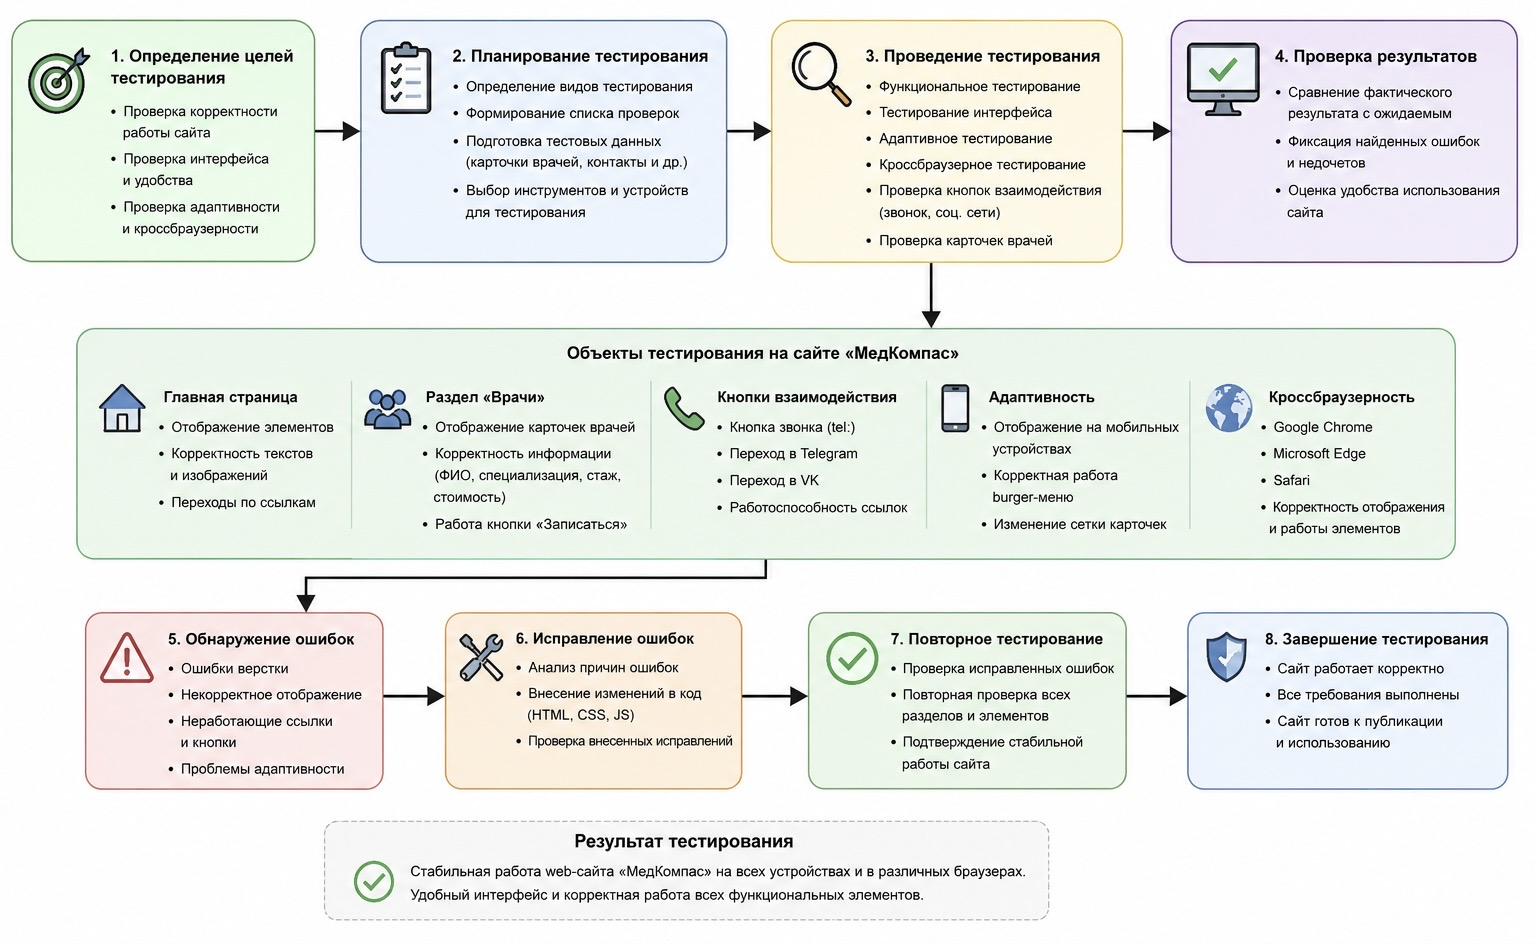 1. Определение целей
тестирования
• Проверка корректности
работы сайта
• Проверка интерфейса
и удобства
• Проверка адаптивности
и кроссбраузерности
2. Планирование тестирования
• Определение видов тестирования
• Формирование списка проверок
• Подготовка тестовых данных
(карточки врачей, контакты и др.)
• Выбор инструментов и устройств
для тестирования
3. Проведение тестирования
• Функциональное тестирование
• Тестирование интерфейса
• Адаптивное тестирование
• Кроссбраузерное тестирование
• Проверка кнопок взаимодействия
(звонок, соц. сети)
• Проверка карточек врачей
4. Проверка результатов
• Сравнение фактического
результата с ожидаемым
• Фиксация найденных ошибок
и недочетов
• Оценка удобства использования
сайта
Объекты тестирования на сайте «МедКомпас»
Главная страница
• Отображение элементов
• Корректность текстов
и изображений
• Переходы по ссылкам
Раздел «Врачи»
• Отображение карточек врачей
• Корректность информации
(ФИО, специализация, стаж,
стоимость)
• Работа кнопки «Записаться»
Кнопки взаимодействия
• Кнопка звонка (tel:)
• Переход в Telegram
• Переход в VK
• Работоспособность ссылок
Адаптивность
• Отображение на мобильных
устройствах
• Корректная работа
burger-меню
• Изменение сетки карточек
Кроссбраузерность
• Google Chrome
• Microsoft Edge
• Safari
• Корректность отображения
и работы элементов
5. Обнаружение ошибок
• Ошибки верстки
• Некорректное отображение
• Неработающие ссылки
и кнопки
• Проблемы адаптивности
6. Исправление ошибок
• Анализ причин ошибок
• Внесение изменений в код
(HTML, CSS, JS)
• Проверка внесенных исправлений
7. Повторное тестирование
• Проверка исправленных ошибок
• Повторная проверка всех
разделов и элементов
• Подтверждение стабильной
работы сайта
8. Завершение тестирования
• Сайт работает корректно
• Все требования выполнены
• Сайт готов к публикации
и использованию
Результат тестирования
Стабильная работа web-сайта «МедКомпас» на всех устройствах и в различных браузерах.
Удобный интерфейс и корректная работа всех функциональных элементов.